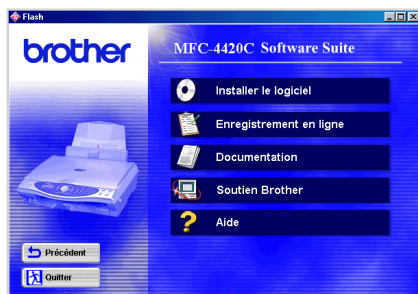 Flash
brother
MFC-4420C Software Suite
Installer le logiciel
Enregistrement en ligne
Documentation
Soutien Brother
Aide
Précédent
Quitter